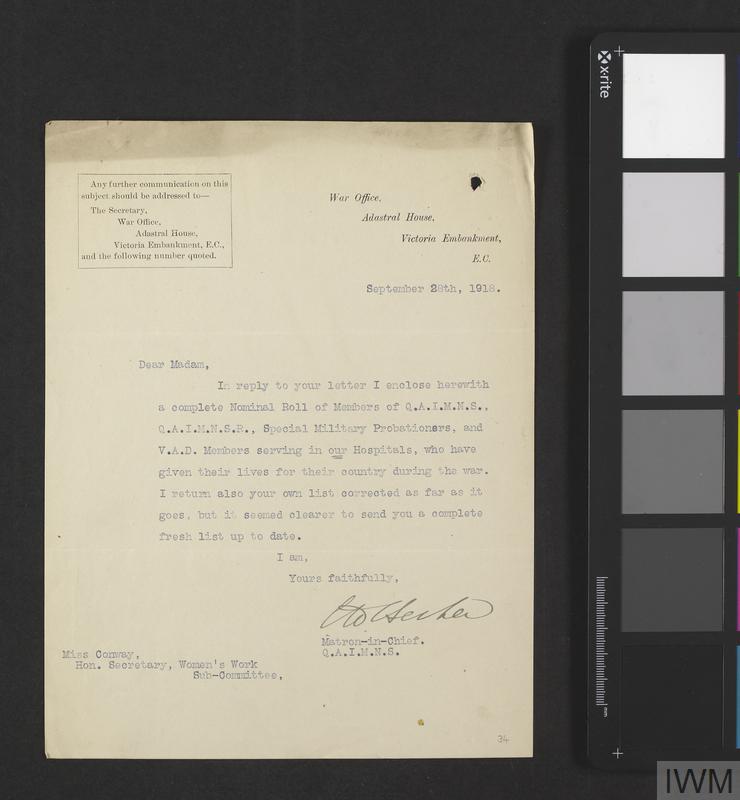 Any further communication on this
subject should be addressed to—
The Secretary,
War Office,
Adastral House,
Victoria Embankment, E.C.,
and the following number quoted.
War Office,
Adastral House,
Victoria Embankment,
E.C.
September 28th, 1918.
Dear Madam,
In reply to your letter I enclose herewith
a complete Nominal Roll of Members of Q.A.I.M.N.S.,
Q.A.I.M.N.S.R., Special Military Probationers, and
V.A.D. Members serving in our Hospitals, who have
given their lives for their country during the war.
I return also your own list corrected as far as it
goes, but it seemed clearer to send you a complete
fresh list up to date.
I am,
Yours faithfully,
Matron-in-Chief.
Q.A.I.M.N.S.
Miss Conway,
Hon. Secretary, Women's Work
Sub-Committee,
34
x-rite
mm
IWM